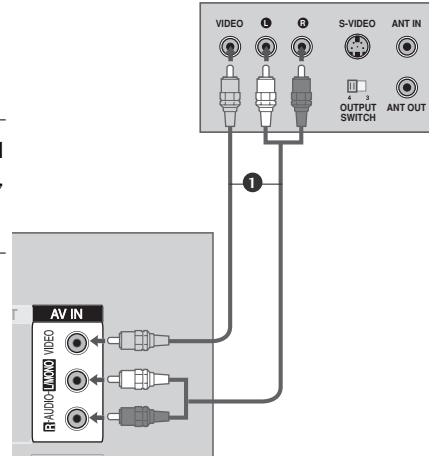 VIDEO L R S-VIDEO ANT IN
4 3
OUTPUT SWITCH ANT OUT
1
AV IN
VIDEO
L/MONO
R-AUDIO-